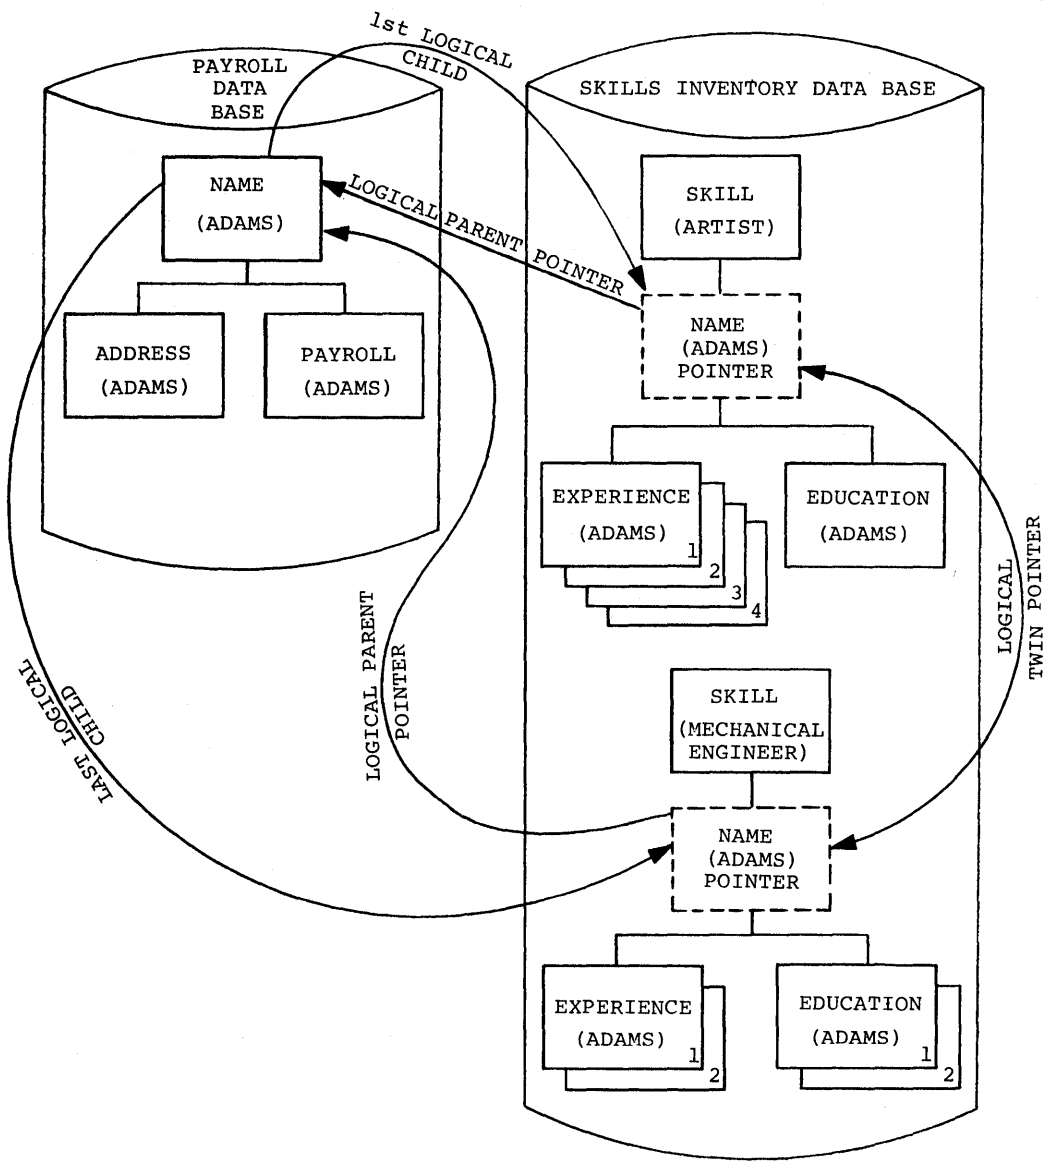 1st LOGICAL
CHILD
PAYROLL
DATA
BASE
SKILLS INVENTORY DATA BASE
NAME
(ADAMS)
LOGICAL PARENT POINTER
SKILL
(ARTIST)
ADDRESS
(ADAMS)
PAYROLL
(ADAMS)
NAME
(ADAMS)
POINTER
EXPERIENCE
(ADAMS)
1
2
3
4
EDUCATION
(ADAMS)
LOGICAL
TWIN POINTER
LOGICAL PARENT
POINTER
LAST LOGICAL
CHILD
SKILL
(MECHANICAL
ENGINEER)
NAME
(ADAMS)
POINTER
EXPERIENCE
(ADAMS)
1
2
EDUCATION
(ADAMS)
1
2